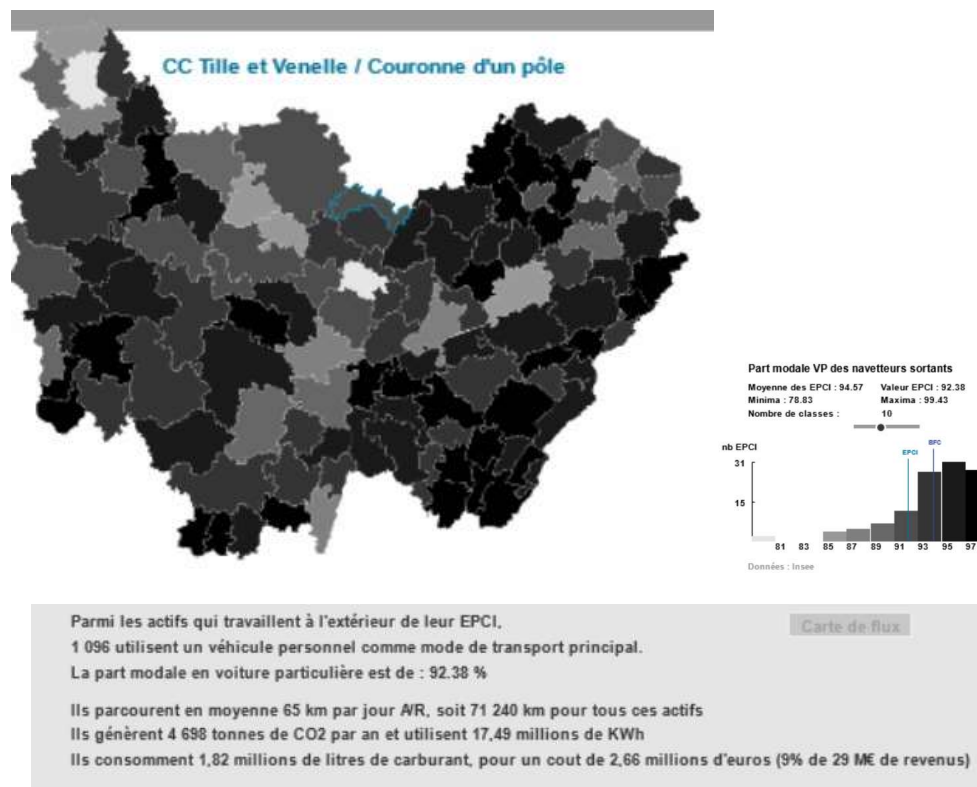 CC Tille et Venelle / Couronne d'un pôle
Part modale VP des navetteurs sortants
Moyenne des EPCI : 94.57 Valeur EPCI : 92.38
Minima : 78.83 Maxima : 99.43
Nombre de classes : 10
nb EPCI
EPCI BFC
31
15
81 83 85 87 89 91 93 95 97
Données : Insee
Parmi les actifs qui travaillent à l'extérieur de leur EPCI,
Carte de flux
1 096 utilisent un véhicule personnel comme mode de transport principal.
La part modale en voiture particulière est de : 92.38 %
Ils parcourent en moyenne 65 km par jour A/R, soit 71 240 km pour tous ces actifs
Ils génèrent 4 698 tonnes de CO2 par an et utilisent 17,49 millions de KWh
Ils consomment 1,82 millions de litres de carburant, pour un cout de 2,66 millions d'euros (9% de 29 M€ de revenus)